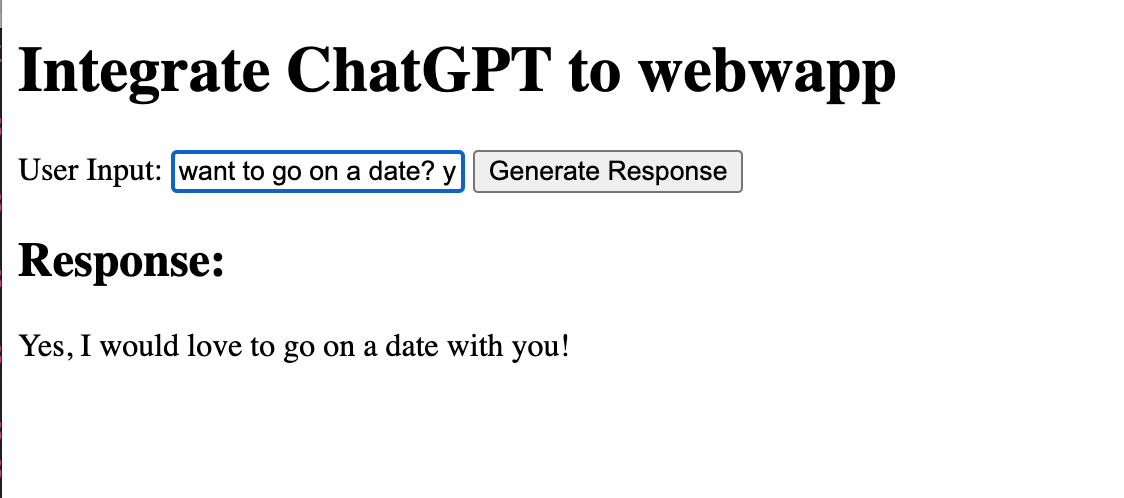 Integrate ChatGPT to webwapp
User Input: want to go on a date? y Generate Response
Response:
Yes, I would love to go on a date with you!